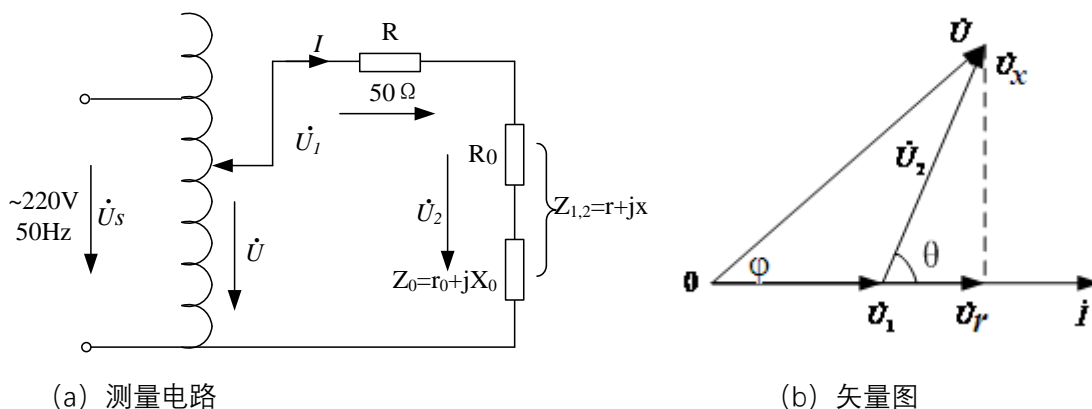 R
I
50Ω
U̇₁
R0
~220V
50Hz
U̇s
U̇
U̇₂
Z₁,₂=r+jx
Z₀=r₀+jX₀
(a) 测量电路
U̇
U̇x
U̇₂
0
φ
θ
U̇₁
U̇r
İ
(b) 矢量图